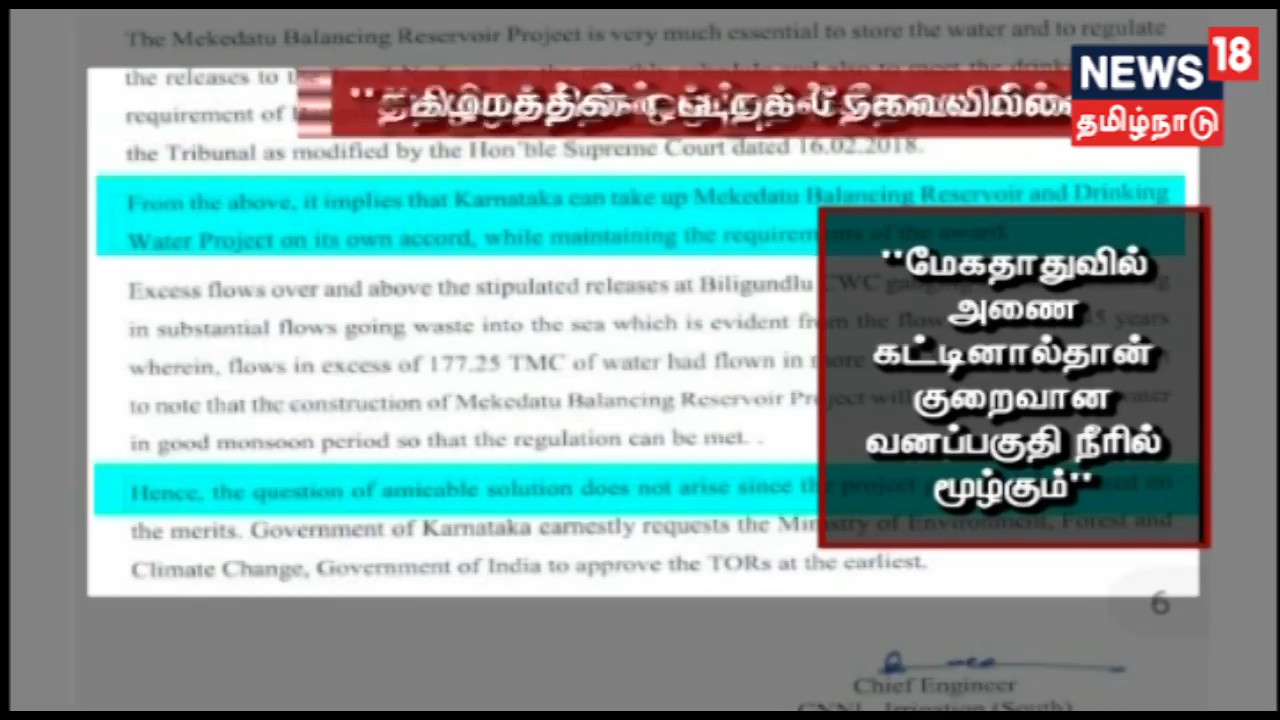 The Mekedatu Balancing Reservoir Project is very much essential to store the water and to regulate
NEWS 18
the releases to
requirement of
தமிழ்நாடு
the Tribunal as modified by the Hon'ble Supreme Court dated 16.02.2018.
From the above, it implies that Karnataka can take up Mekedatu Balancing Reservoir and Drinking
Water Project on its own accord, while maintaining the requirements of the award.
"மேகதாதுவில்
அணை
கட்டினால்தான்
குறைவான
வனப்பகுதி நீரில்
மூழ்கும்"
Excess flows over and above the stipulated releases at Biligundlu CWC
in substantial flows going waste into the sea which is evident from the flow years
wherein, flows in excess of 177.25 TMC of water had flown in more
to note that the construction of Mekedatu Balancing Reservoir Project will water
in good monsoon period so that the regulation can be met. .
Hence, the question of amicable solution does not arise since the project on
the merits. Government of Karnataka earnestly requests the Ministry of Environment, Forest and
Climate Change, Government of India to approve the TORs at the earliest.
6
Chief Engineer
CNNL, Irrigation (South)